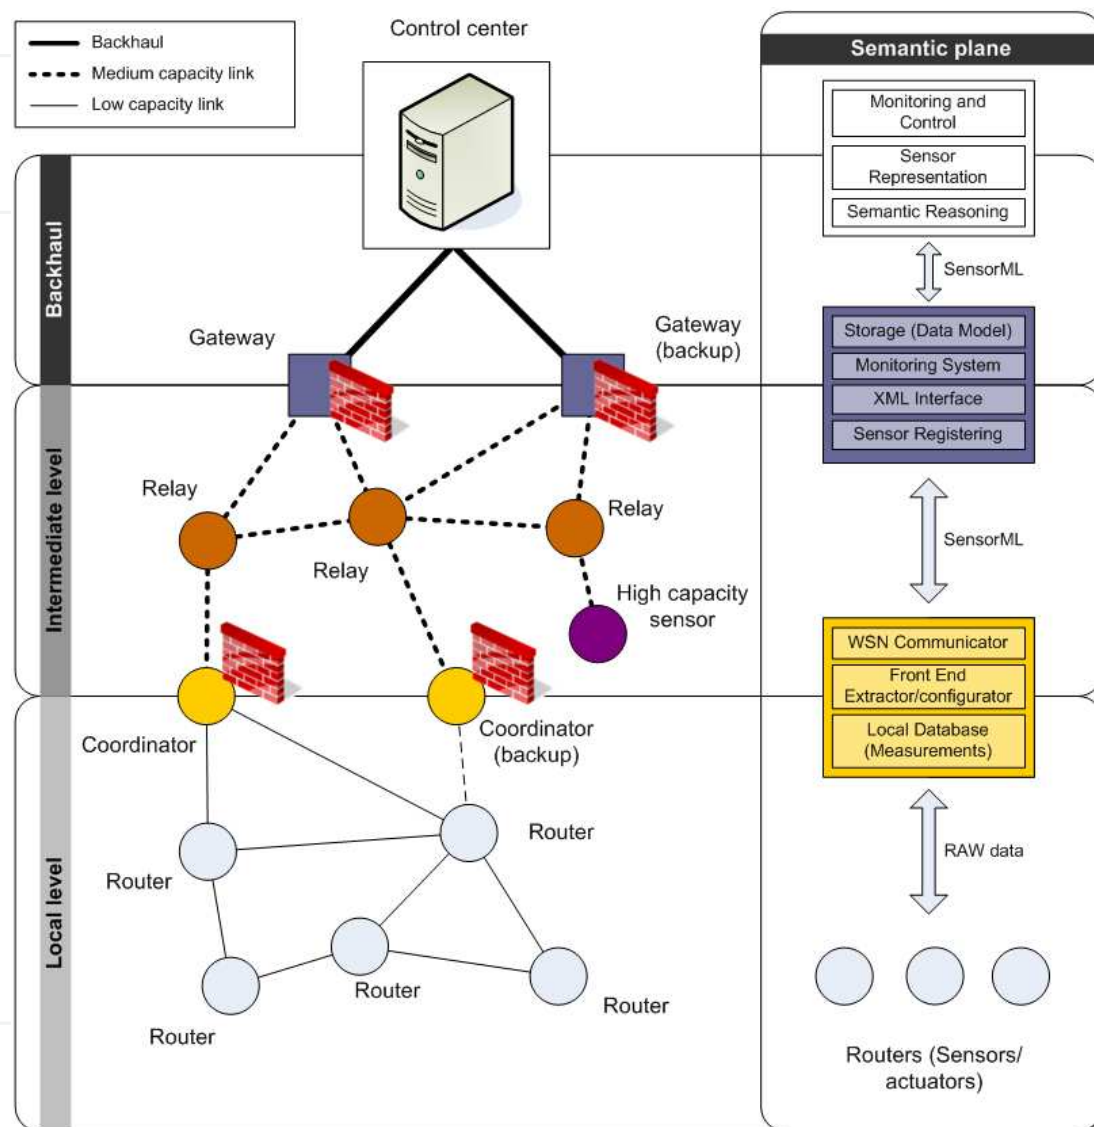 Backhaul
Medium capacity link
Low capacity link
Control center
Semantic plane
Monitoring and
Control
Sensor
Representation
Semantic Reasoning
SensorML
Backhaul
Gateway
Gateway
(backup)
Storage (Data Model)
Monitoring System
XML Interface
Sensor Registering
Intermediate level
Relay
Relay
Relay
High capacity
sensor
SensorML
WSN Communicator
Front End
Extractor/configurator
Local Database
(Measurements)
Coordinator
Coordinator
(backup)
Local level
Router
Router
Router
Router
Router
RAW data
Routers (Sensors/
actuators)